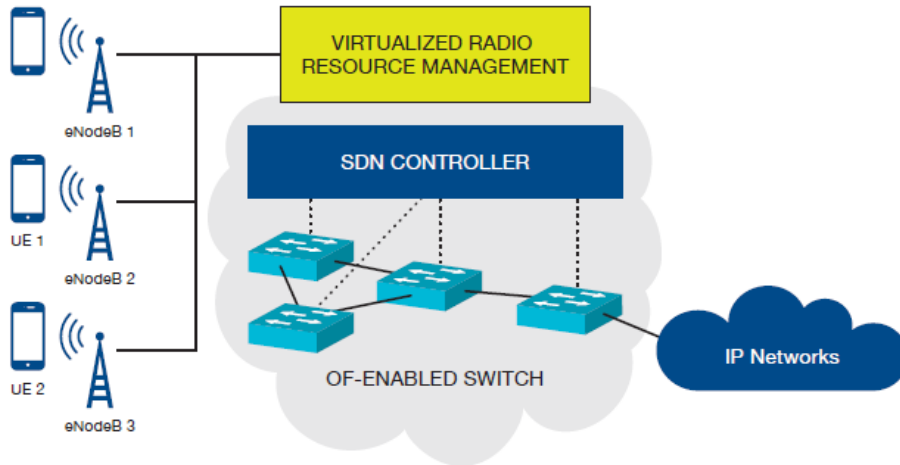 VIRTUALIZED RADIO
RESOURCE MANAGEMENT
eNodeB 1
SDN CONTROLLER
UE 1
eNodeB 2
UE 2
eNodeB 3
OF-ENABLED SWITCH
IP Networks